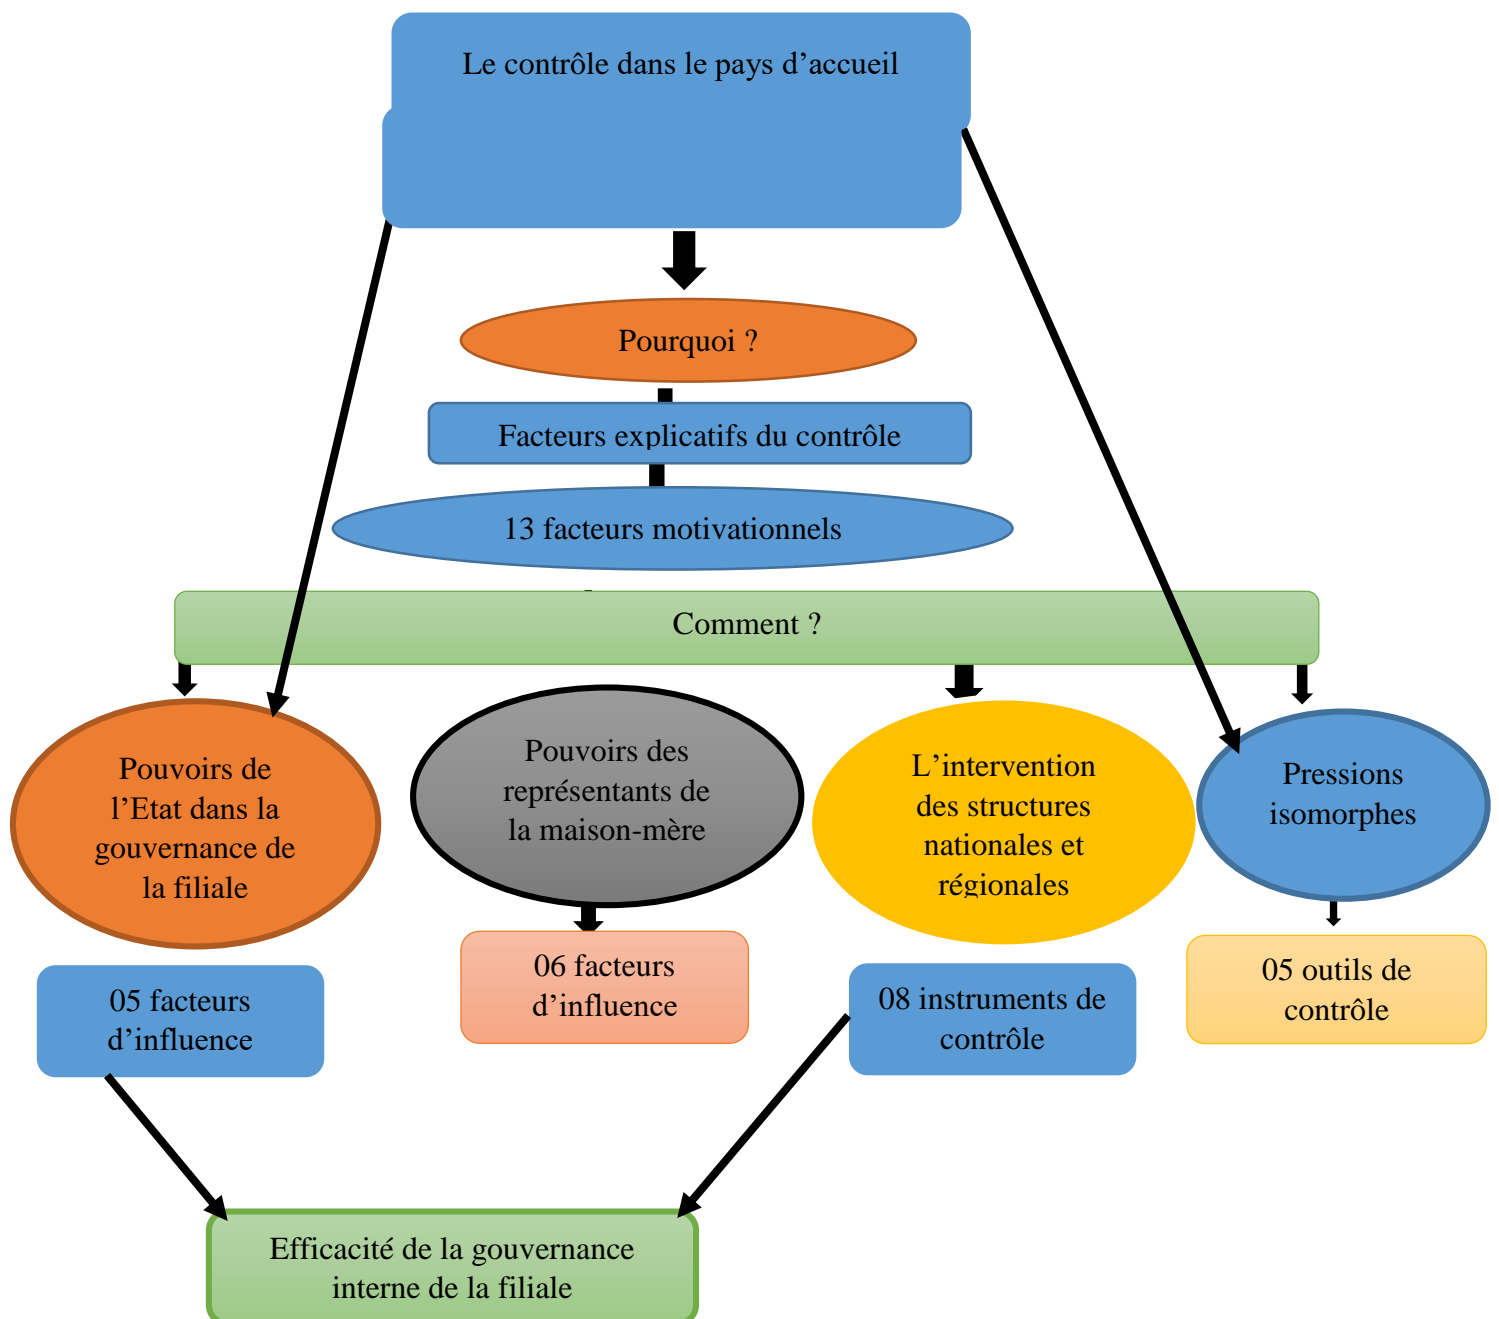 Le contrôle dans le pays d’accueil
Pourquoi ?
Facteurs explicatifs du contrôle
13 facteurs motivationnels
Comment ?
Pouvoirs de
l’Etat dans la
gouvernance de
la filiale
Pouvoirs des
représentants de
la maison-mère
L’intervention
des structures
nationales et
régionales
Pressions
isomorphes
05 facteurs
d’influence
06 facteurs
d’influence
08 instruments de
contrôle
05 outils de
contrôle
Efficacité de la gouvernance
interne de la filiale